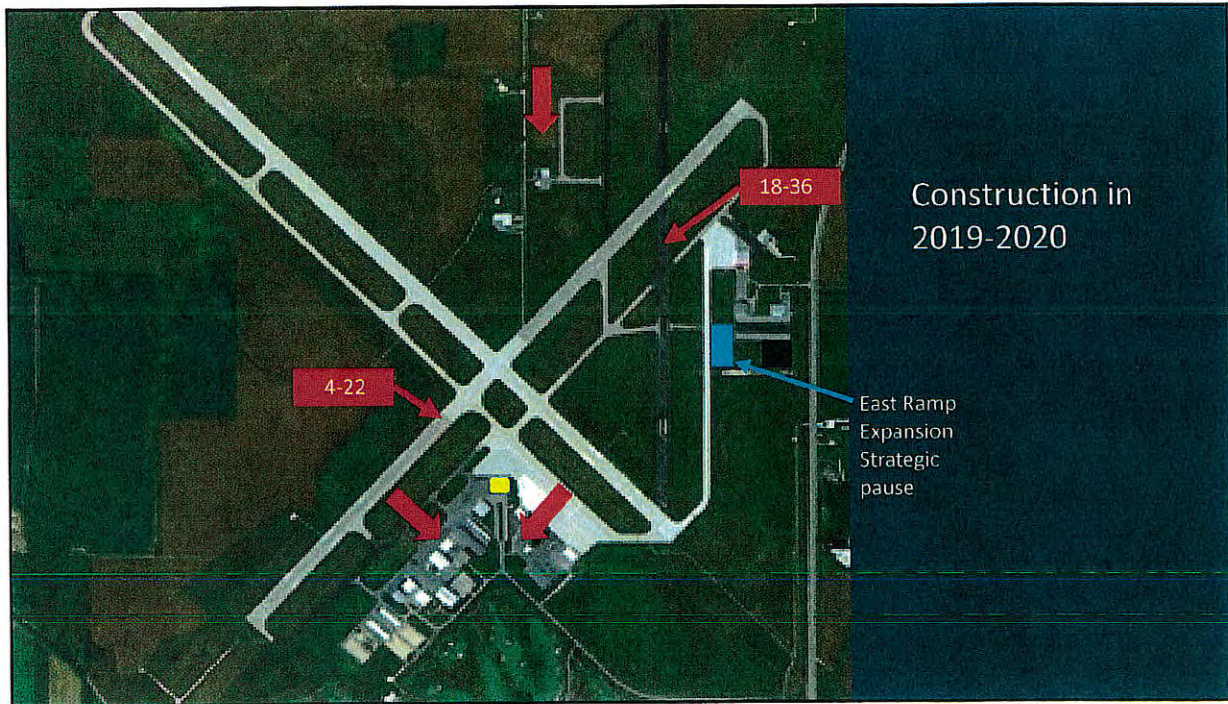 18-36
Construction in
2019-2020
4-22
East Ramp
Expansion
Strategic
pause